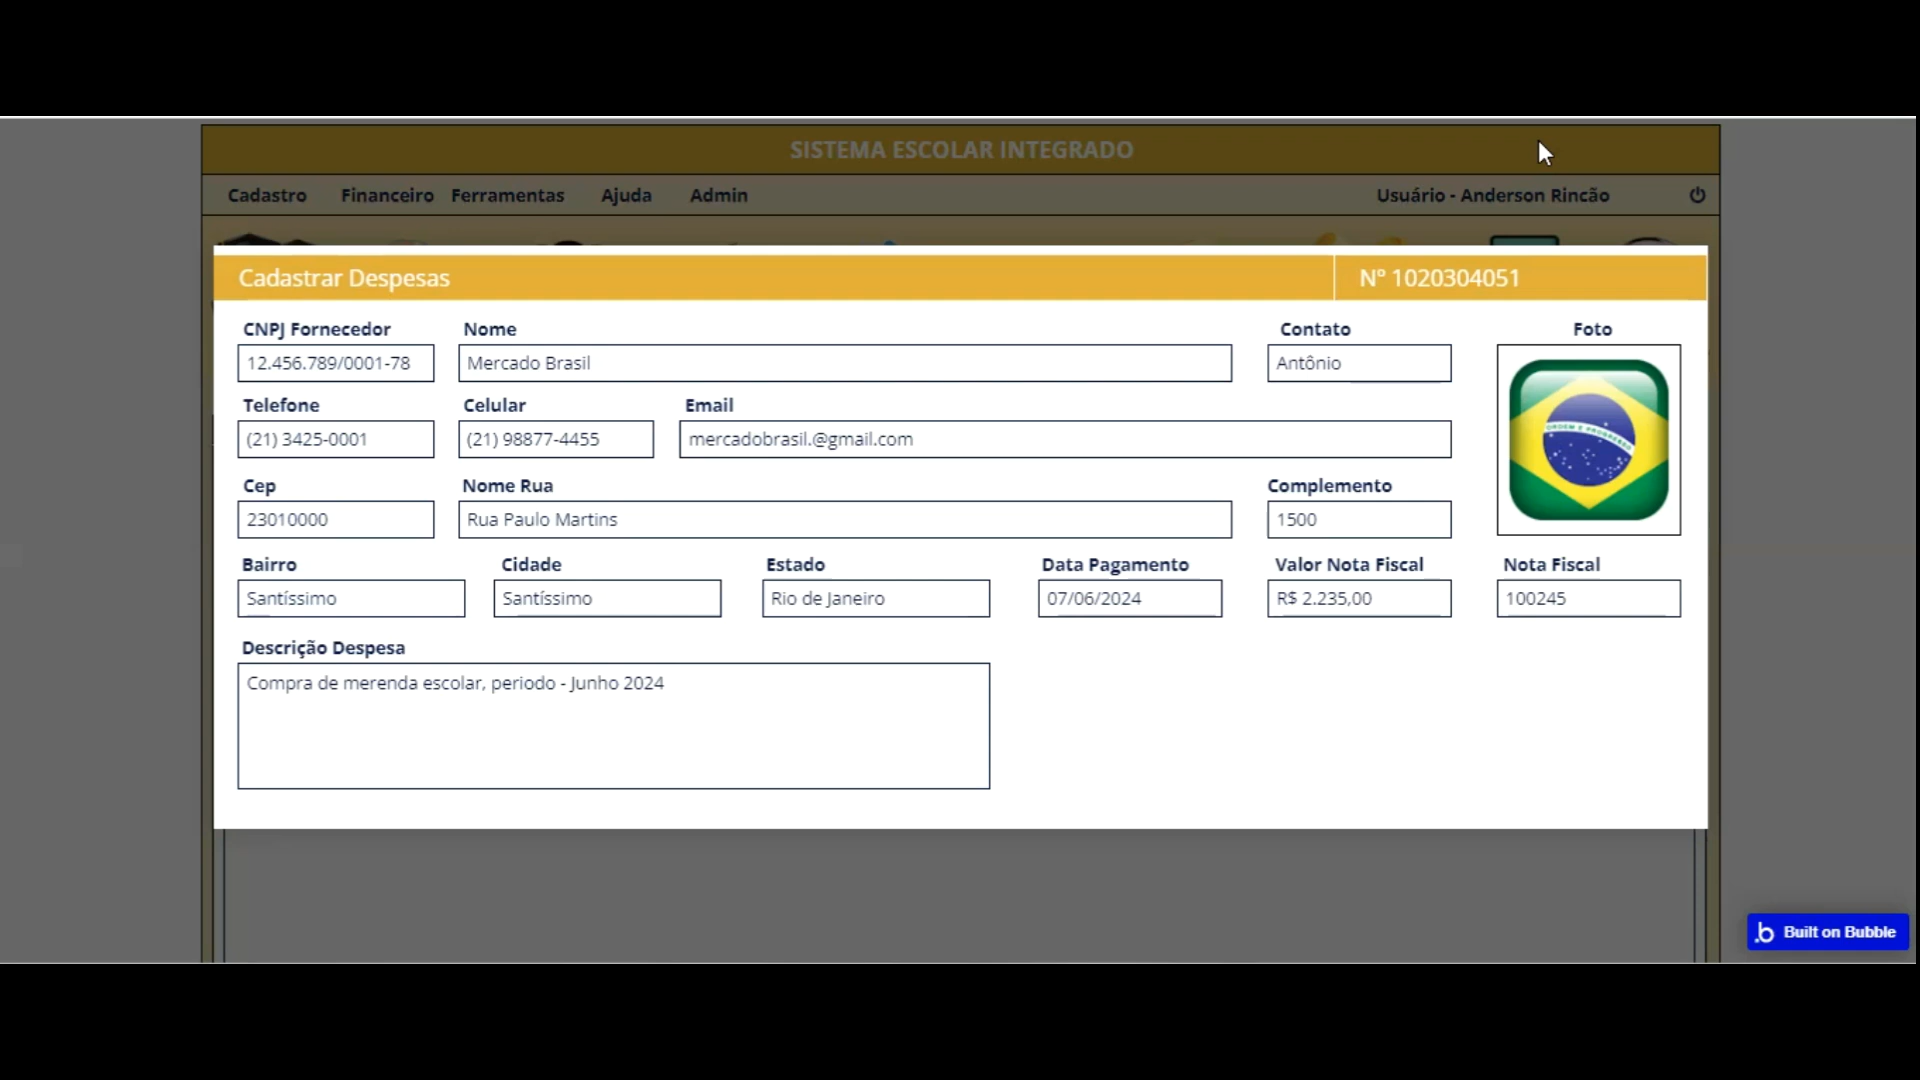 SISTEMA ESCOLAR INTEGRADO
Cadastro Financeiro Ferramentas Ajuda Admin Usuário - Anderson Rincão
Cadastrar Despesas Nº 1020304051
CNPJ Fornecedor Nome Contato Foto
12.456.789/0001-78 Mercado Brasil Antônio
Telefone Celular Email
(21) 3425-0001 (21) 98877-4455 mercadobrasil.@gmail.com
ORDEM E PROGRESSO
Cep Nome Rua Complemento
23010000 Rua Paulo Martins 1500
Bairro Cidade Estado Data Pagamento Valor Nota Fiscal Nota Fiscal
Santíssimo Santíssimo Rio de Janeiro 07/06/2024 R$ 2.235,00 100245
Descrição Despesa
Compra de merenda escolar, periodo - Junho 2024
.b Built on Bubble